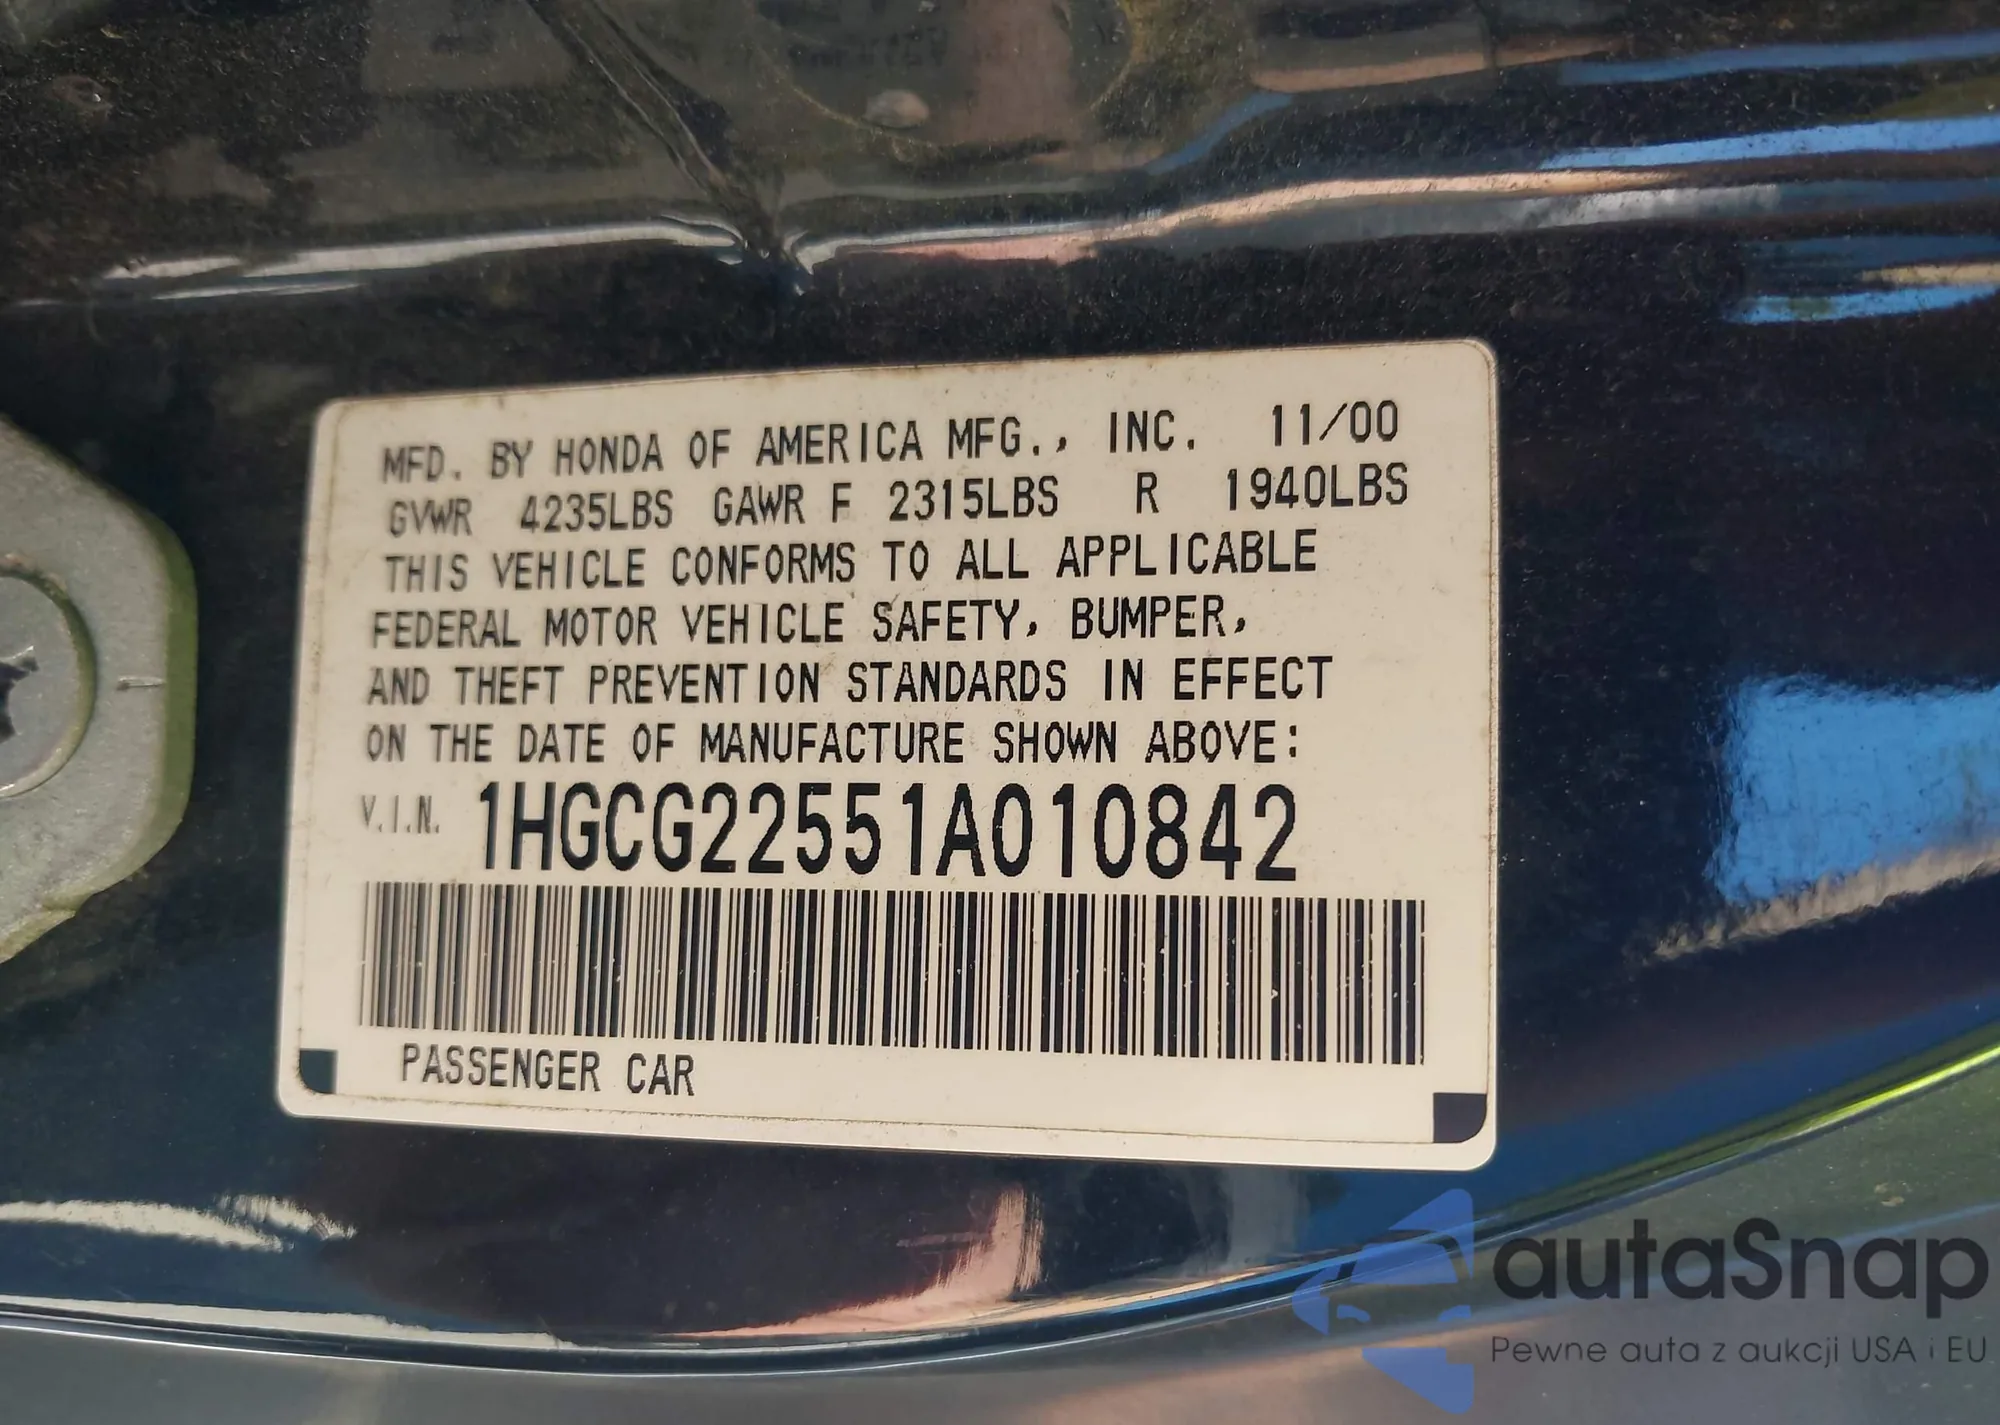 MFD. BY HONDA OF AMERICA MFG., INC. 11/00
GVWR 4235LBS GAWR F 2315LBS R 1940LBS
THIS VEHICLE CONFORMS TO ALL APPLICABLE
FEDERAL MOTOR VEHICLE SAFETY, BUMPER,
AND THEFT PREVENTION STANDARDS IN EFFECT
ON THE DATE OF MANUFACTURE SHOWN ABOVE:
V.I.N. 1HGCG22551A010842
PASSENGER CAR
autaSnap
Pewne auta z aukcji USA i EU